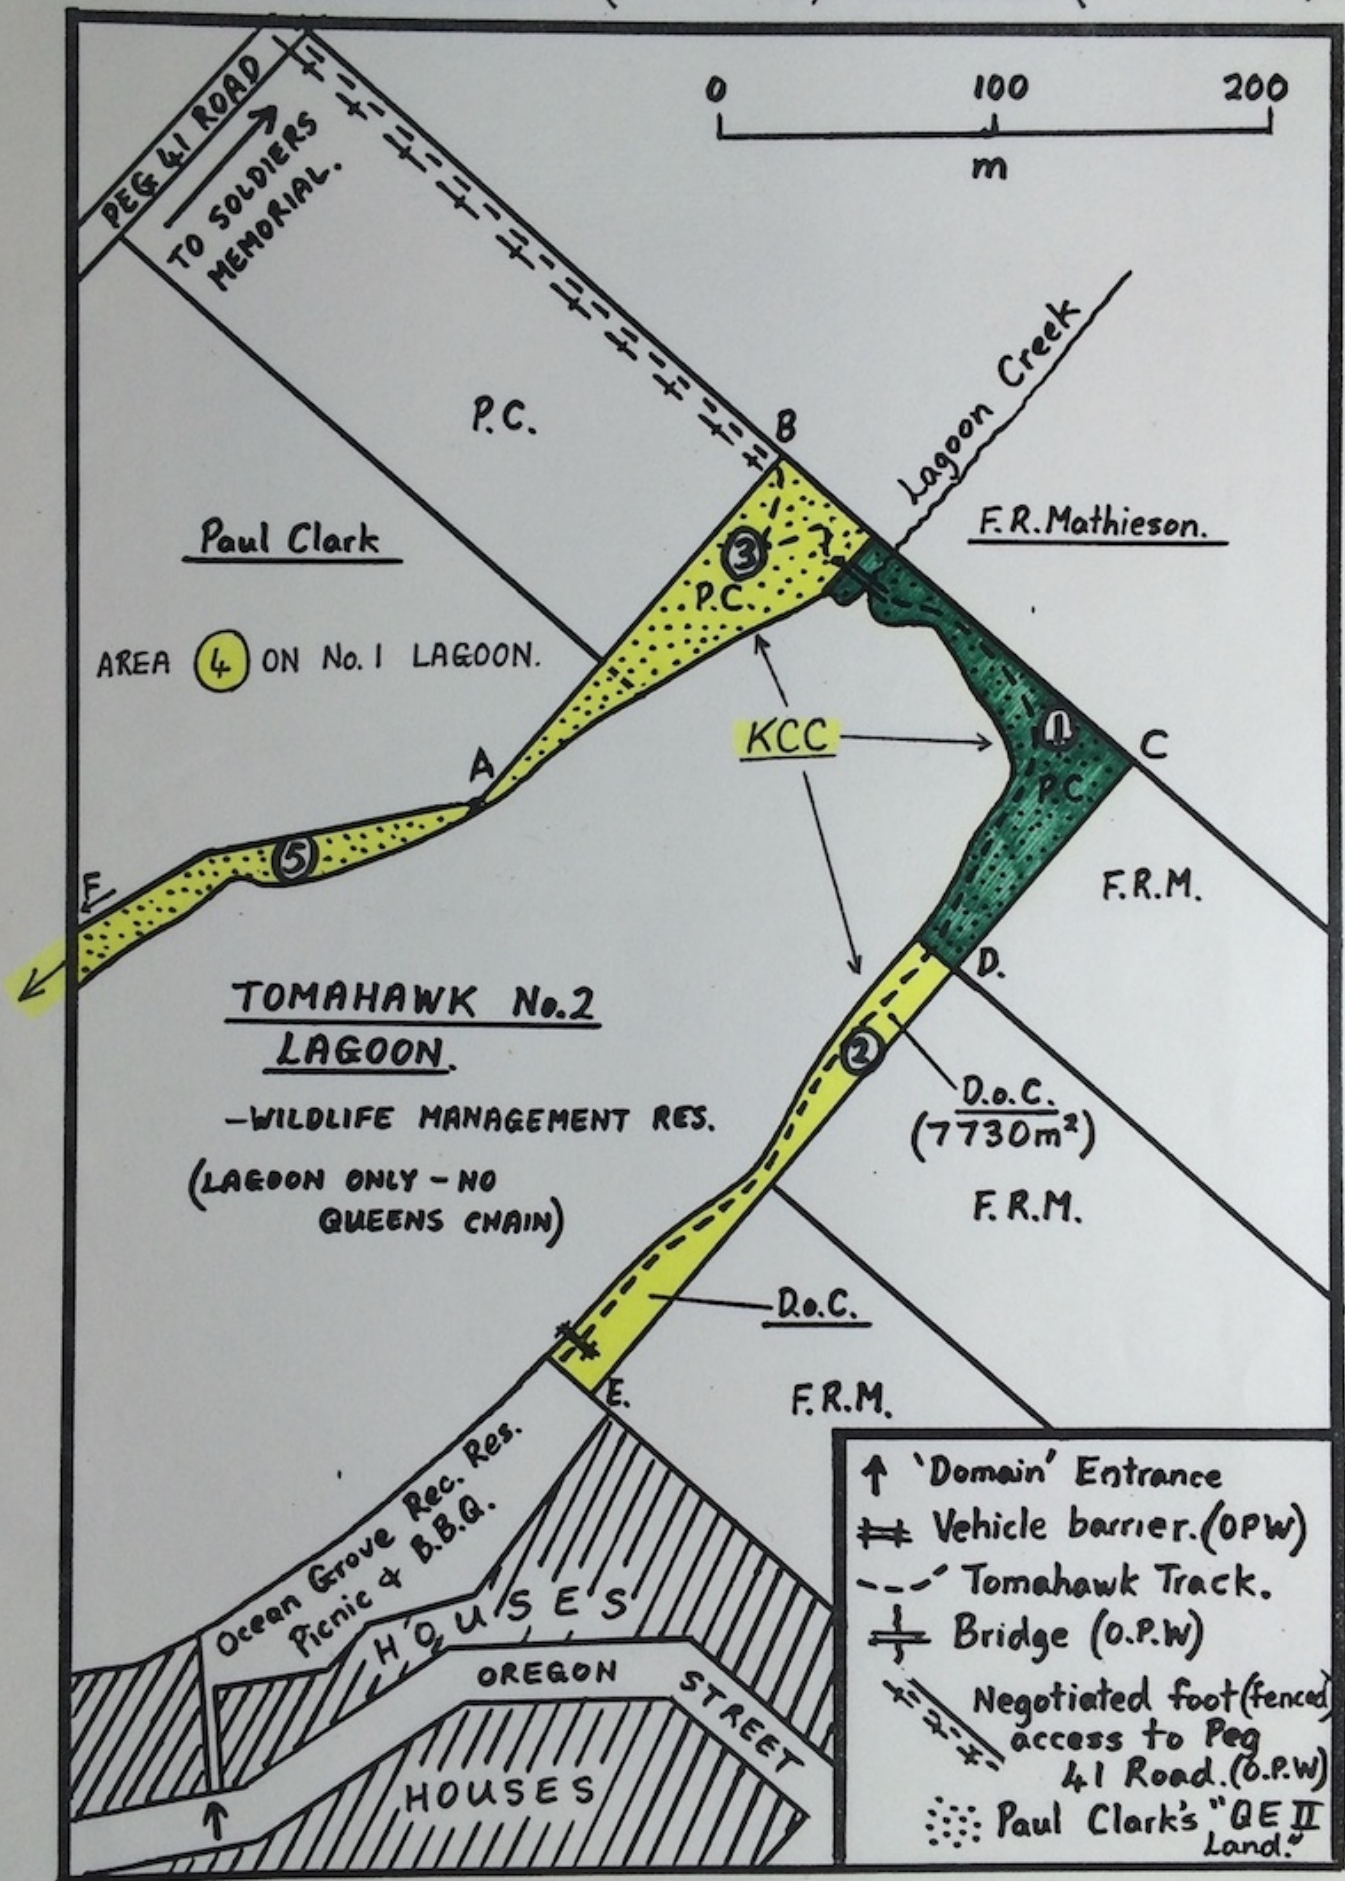 0 100 200
m
PEG 41 ROAD
TO SOLDIERS
MEMORIAL.
P.C.
B
Lagoon Creek
F.R.Mathieson.
Paul Clark
3
P.C.
AREA 4 ON No.1 LAGOON.
KCC
1
C
P.C.
A
5
F
F.R.M.
D.
TOMAHAWK No.2
LAGOON.
-WILDLIFE MANAGEMENT RES.
(LAGOON ONLY - NO
QUEENS CHAIN)
2
D.o.C.
(7730m²)
F.R.M.
D.o.C.
E.
F.R.M.
Ocean Grove Rec. Res.
Picnic & B.B.Q.
HOUSES
OREGON STREET
HOUSES
'Domain' Entrance
Vehicle barrier.(OPW)
Tomahawk Track.
Bridge (O.P.W)
Negotiated foot(fenced)
access to Peg
41 Road.(O.P.W)
Paul Clark's "QE II
Land."